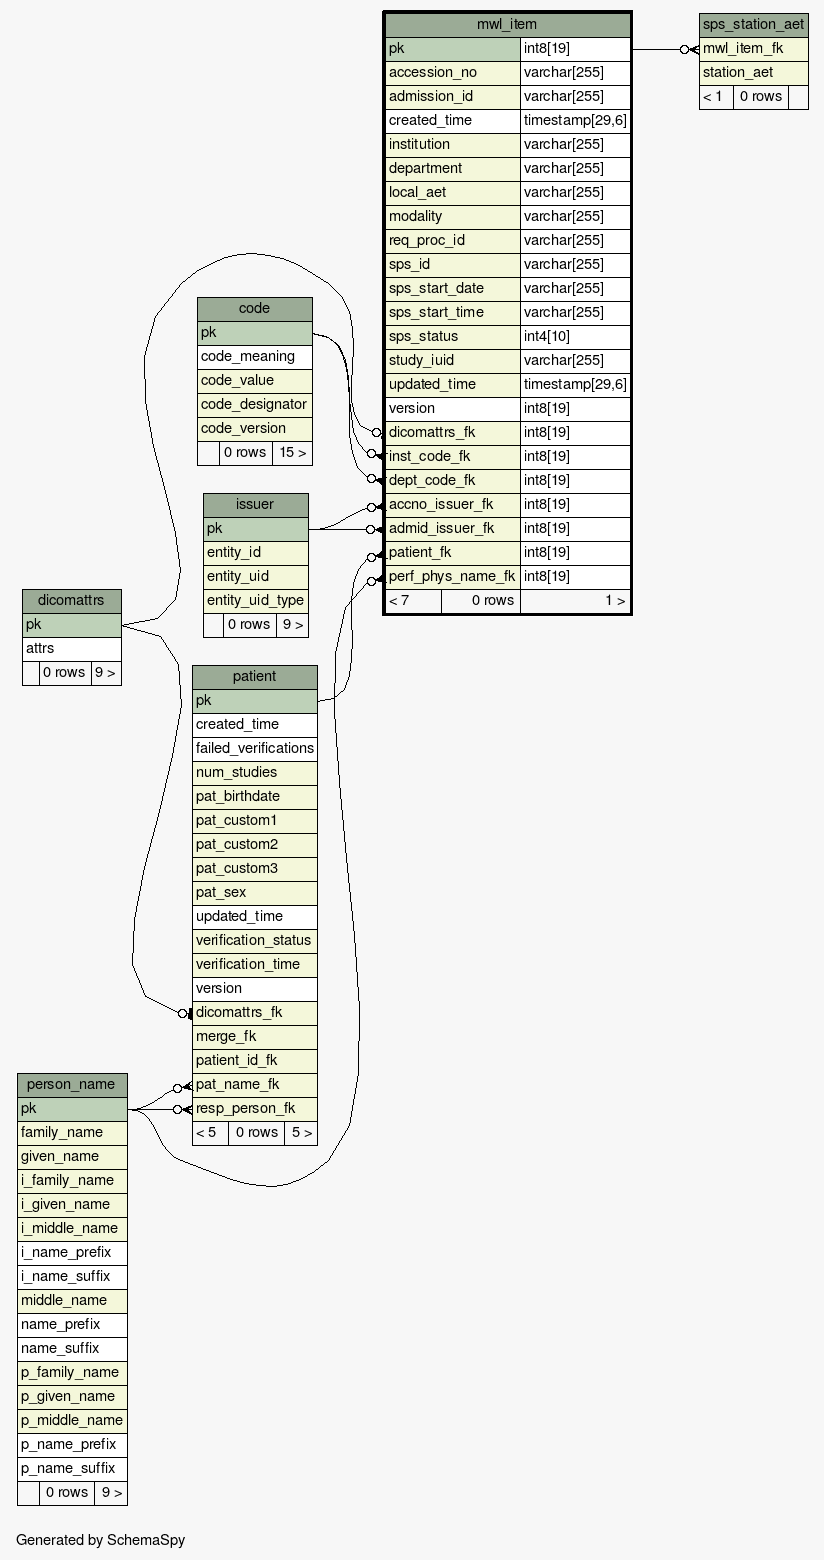 mwl_item
pk int8[19]
accession_no varchar[255]
admission_id varchar[255]
created_time timestamp[29,6]
institution varchar[255]
department varchar[255]
local_aet varchar[255]
modality varchar[255]
req_proc_id varchar[255]
sps_id varchar[255]
sps_start_date varchar[255]
sps_start_time varchar[255]
sps_status int4[10]
study_iuid varchar[255]
updated_time timestamp[29,6]
version int8[19]
dicomattrs_fk int8[19]
inst_code_fk int8[19]
dept_code_fk int8[19]
accno_issuer_fk int8[19]
admid_issuer_fk int8[19]
patient_fk int8[19]
perf_phys_name_fk int8[19]
< 7 0 rows 1 >
sps_station_aet
mwl_item_fk
station_aet
< 1 0 rows
code
pk
code_meaning
code_value
code_designator
code_version
0 rows 15 >
issuer
pk
entity_id
entity_uid
entity_uid_type
0 rows 9 >
dicomattrs
pk
attrs
0 rows 9 >
patient
pk
created_time
failed_verifications
num_studies
pat_birthdate
pat_custom1
pat_custom2
pat_custom3
pat_sex
updated_time
verification_status
verification_time
version
dicomattrs_fk
merge_fk
patient_id_fk
pat_name_fk
resp_person_fk
< 5 0 rows 5 >
person_name
pk
family_name
given_name
i_family_name
i_given_name
i_middle_name
i_name_prefix
i_name_suffix
middle_name
name_prefix
name_suffix
p_family_name
p_given_name
p_middle_name
p_name_prefix
p_name_suffix
0 rows 9 >
Generated by SchemaSpy